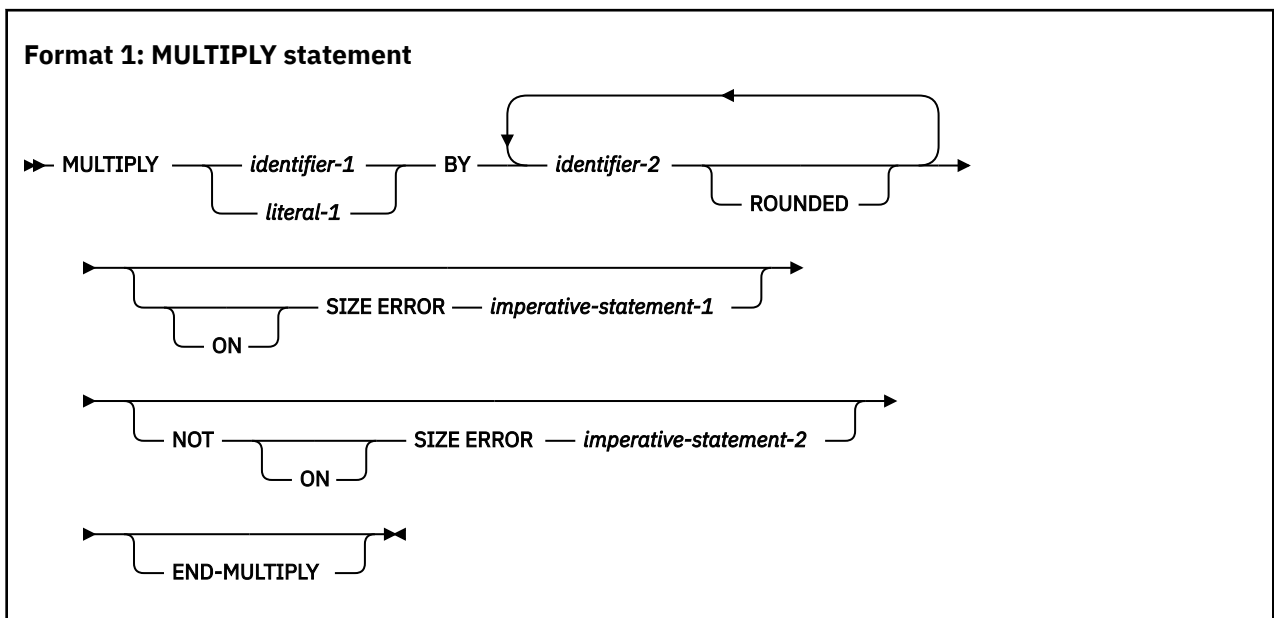 Format 1: MULTIPLY statement
MULTIPLY identifier-1 BY identifier-2
literal-1 ROUNDED
SIZE ERROR imperative-statement-1
ON
NOT SIZE ERROR imperative-statement-2
ON
END-MULTIPLY